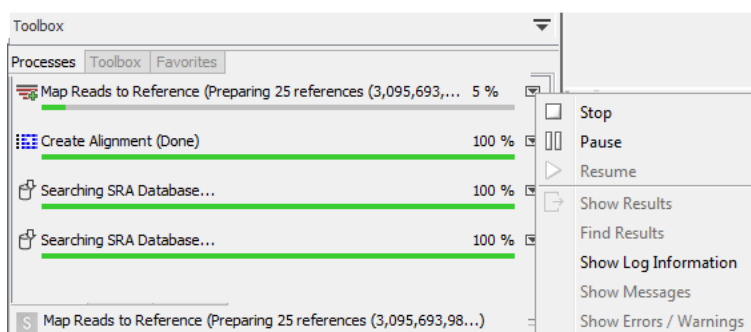 Toolbox
Processes Toolbox Favorites
Map Reads to Reference (Preparing 25 references (3,095,693,... 5 %
Create Alignment (Done) 100 %
Searching SRA Database... 100 %
Searching SRA Database... 100 %
S Map Reads to Reference (Preparing 25 references (3,095,693,98...)
Stop
Pause
Resume
Show Results
Find Results
Show Log Information
Show Messages
Show Errors / Warnings